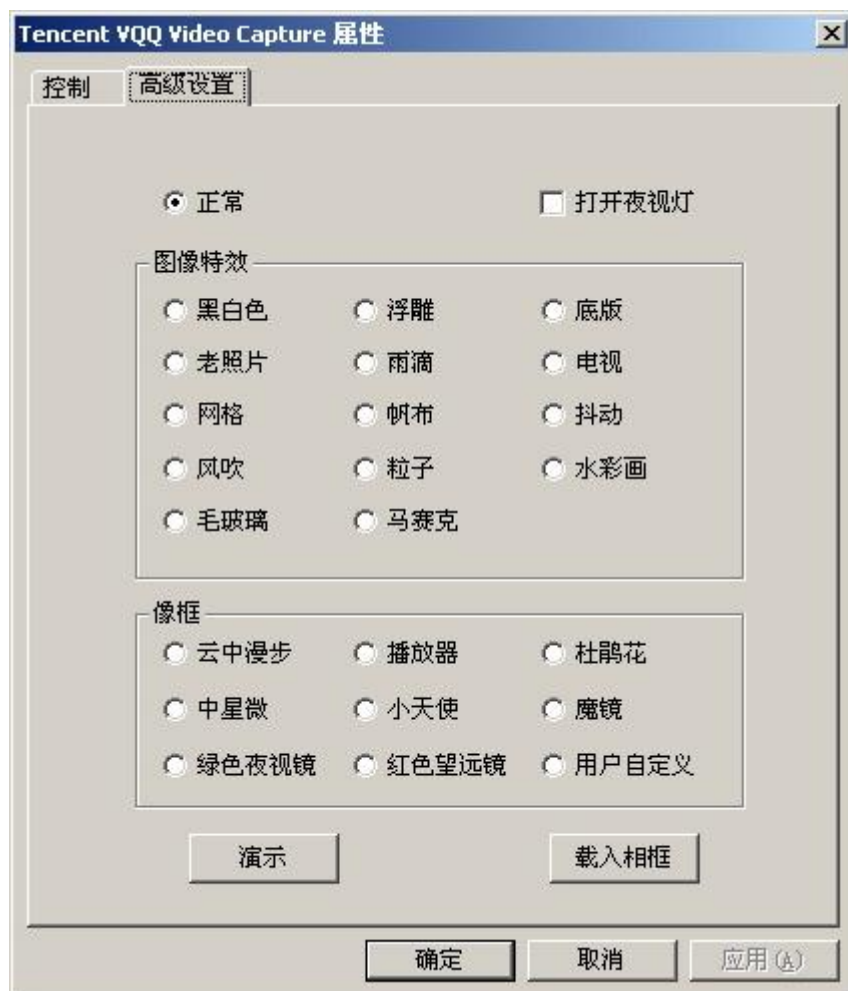 Tencent VQQ Video Capture 属性
控制 高级设置
正常 打开夜视灯
图像特效
黑白色 浮雕 底版
老照片 雨滴 电视
网格 帆布 抖动
风吹 粒子 水彩画
毛玻璃 马赛克
像框
云中漫步 播放器 杜鹃花
中星微 小天使 魔镜
绿色夜视镜 红色望远镜 用户自定义
演示 载入相框
确定 取消 应用(A)